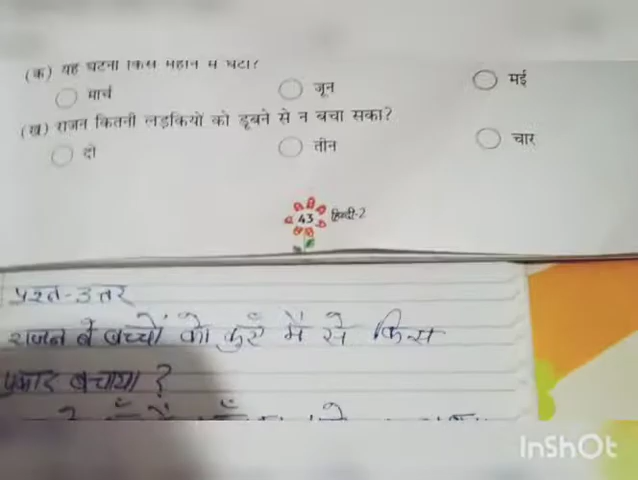 (क) यह घटना किस महीने में घटी?
मार्च जून मई
(ख) राजन कितनी लड़कियों को डूबने से न बचा सका?
दो तीन चार
43 हिन्दी-2
प्रश्न-उत्तर
राजन ने बच्चों को कुएँ में से किस
प्रकार बचाया?
InShOt